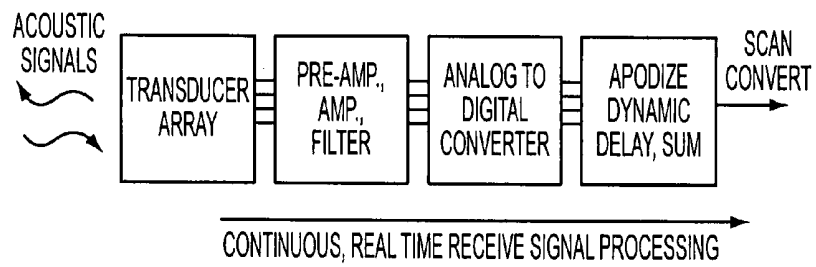 ACOUSTIC
SIGNALS
TRANSDUCER
ARRAY
PRE-AMP.,
AMP.,
FILTER
ANALOG TO
DIGITAL
CONVERTER
APODIZE
DYNAMIC
DELAY, SUM
SCAN
CONVERT
CONTINUOUS, REAL TIME RECEIVE SIGNAL PROCESSING